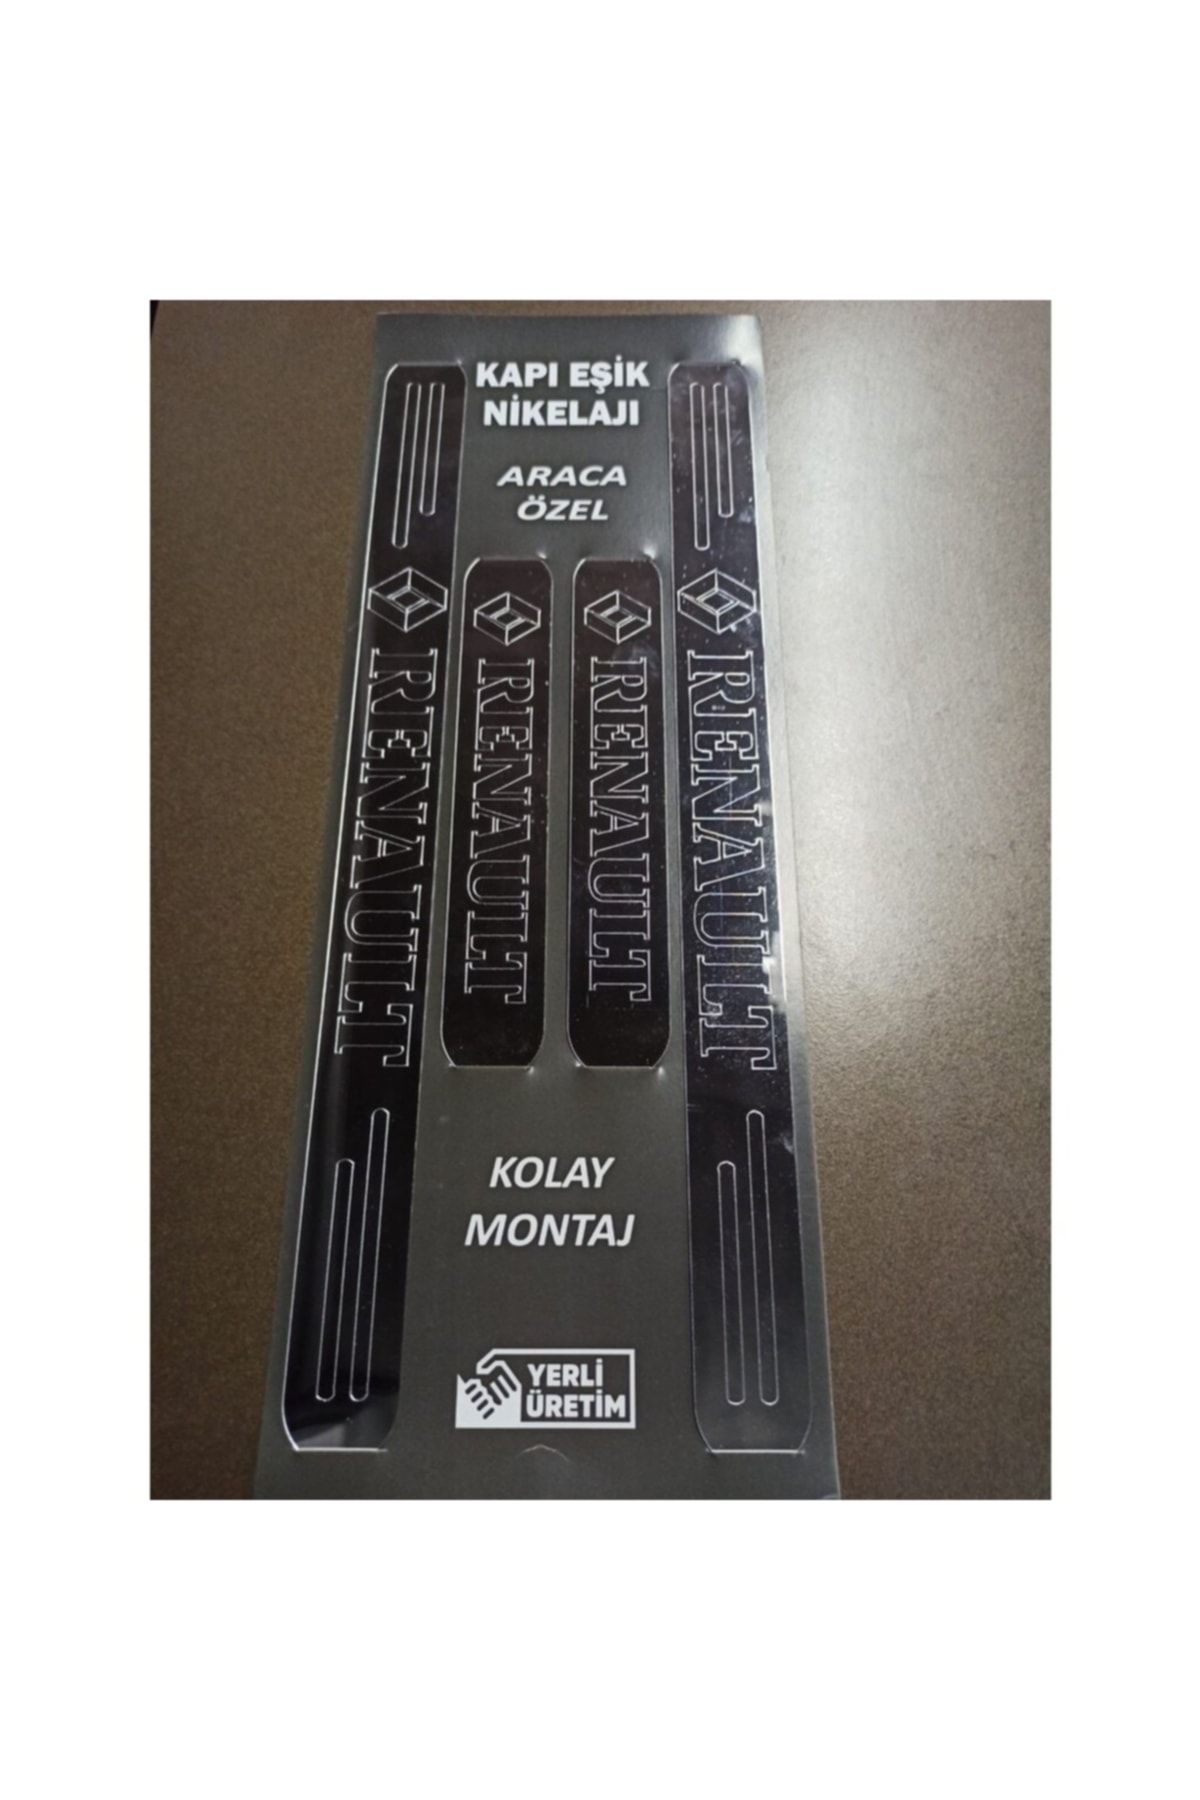 KAPI EŞİK
NİKELAJI
ARACA
ÖZEL
RENAULT
RENAULT
RENAULT
RENAULT
KOLAY
MONTAJ
YERLİ
ÜRETİM